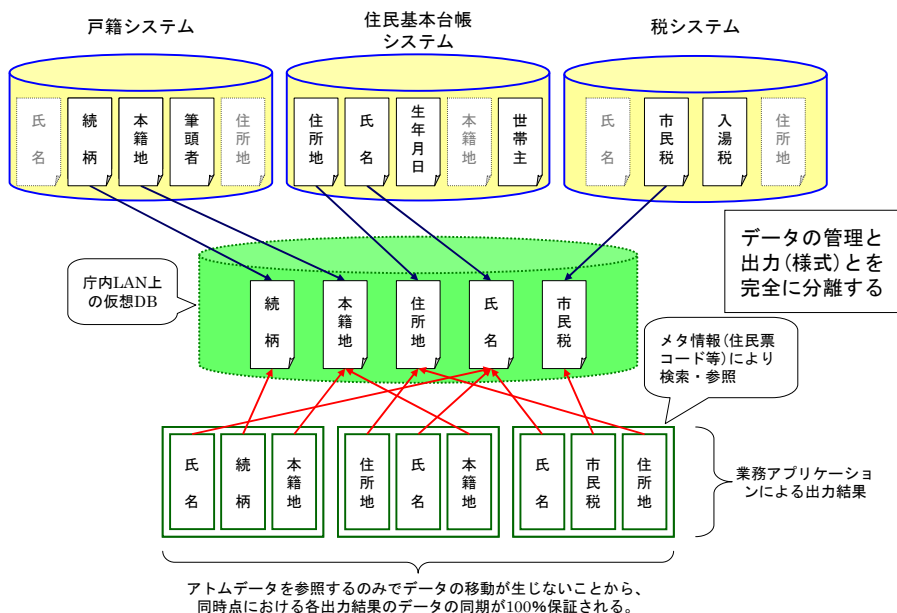 戸籍システム
住民基本台帳
システム
税システム
氏名
続柄
本籍地
筆頭者
住所地
住所地
氏名
生年月日
本籍地
世帯主
氏名
市民税
入湯税
住所地
データの管理と
出力(様式)とを
完全に分離する
庁内LAN上
の仮想DB
続柄
本籍地
住所地
氏名
市民税
メタ情報(住民票
コード等)により
検索・参照
氏名
続柄
本籍地
住所地
氏名
本籍地
氏名
市民税
住所地
業務アプリケーショ
ンによる出力結果
アトムデータを参照するのみでデータの移動が生じないことから、
同時点における各出力結果のデータの同期が100%保証される。